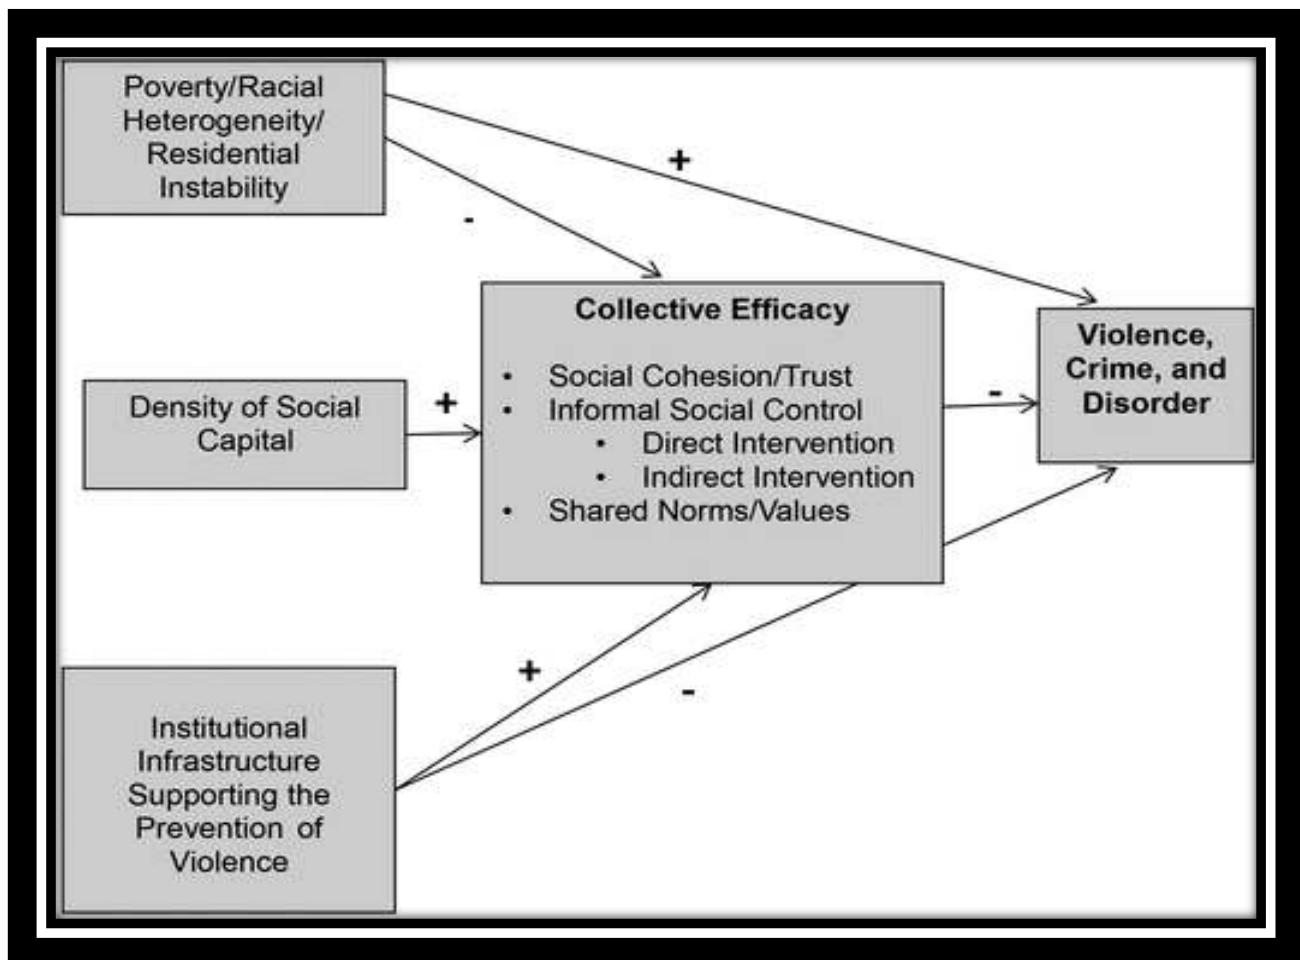 Poverty/Racial
Heterogeneity/
Residential
Instability
+
-
Collective Efficacy
• Social Cohesion/Trust
• Informal Social Control
• Direct Intervention
• Indirect Intervention
• Shared Norms/Values
Violence,
Crime, and
Disorder
Density of Social
Capital
+
-
Institutional
Infrastructure
Supporting the
Prevention of
Violence
+
-